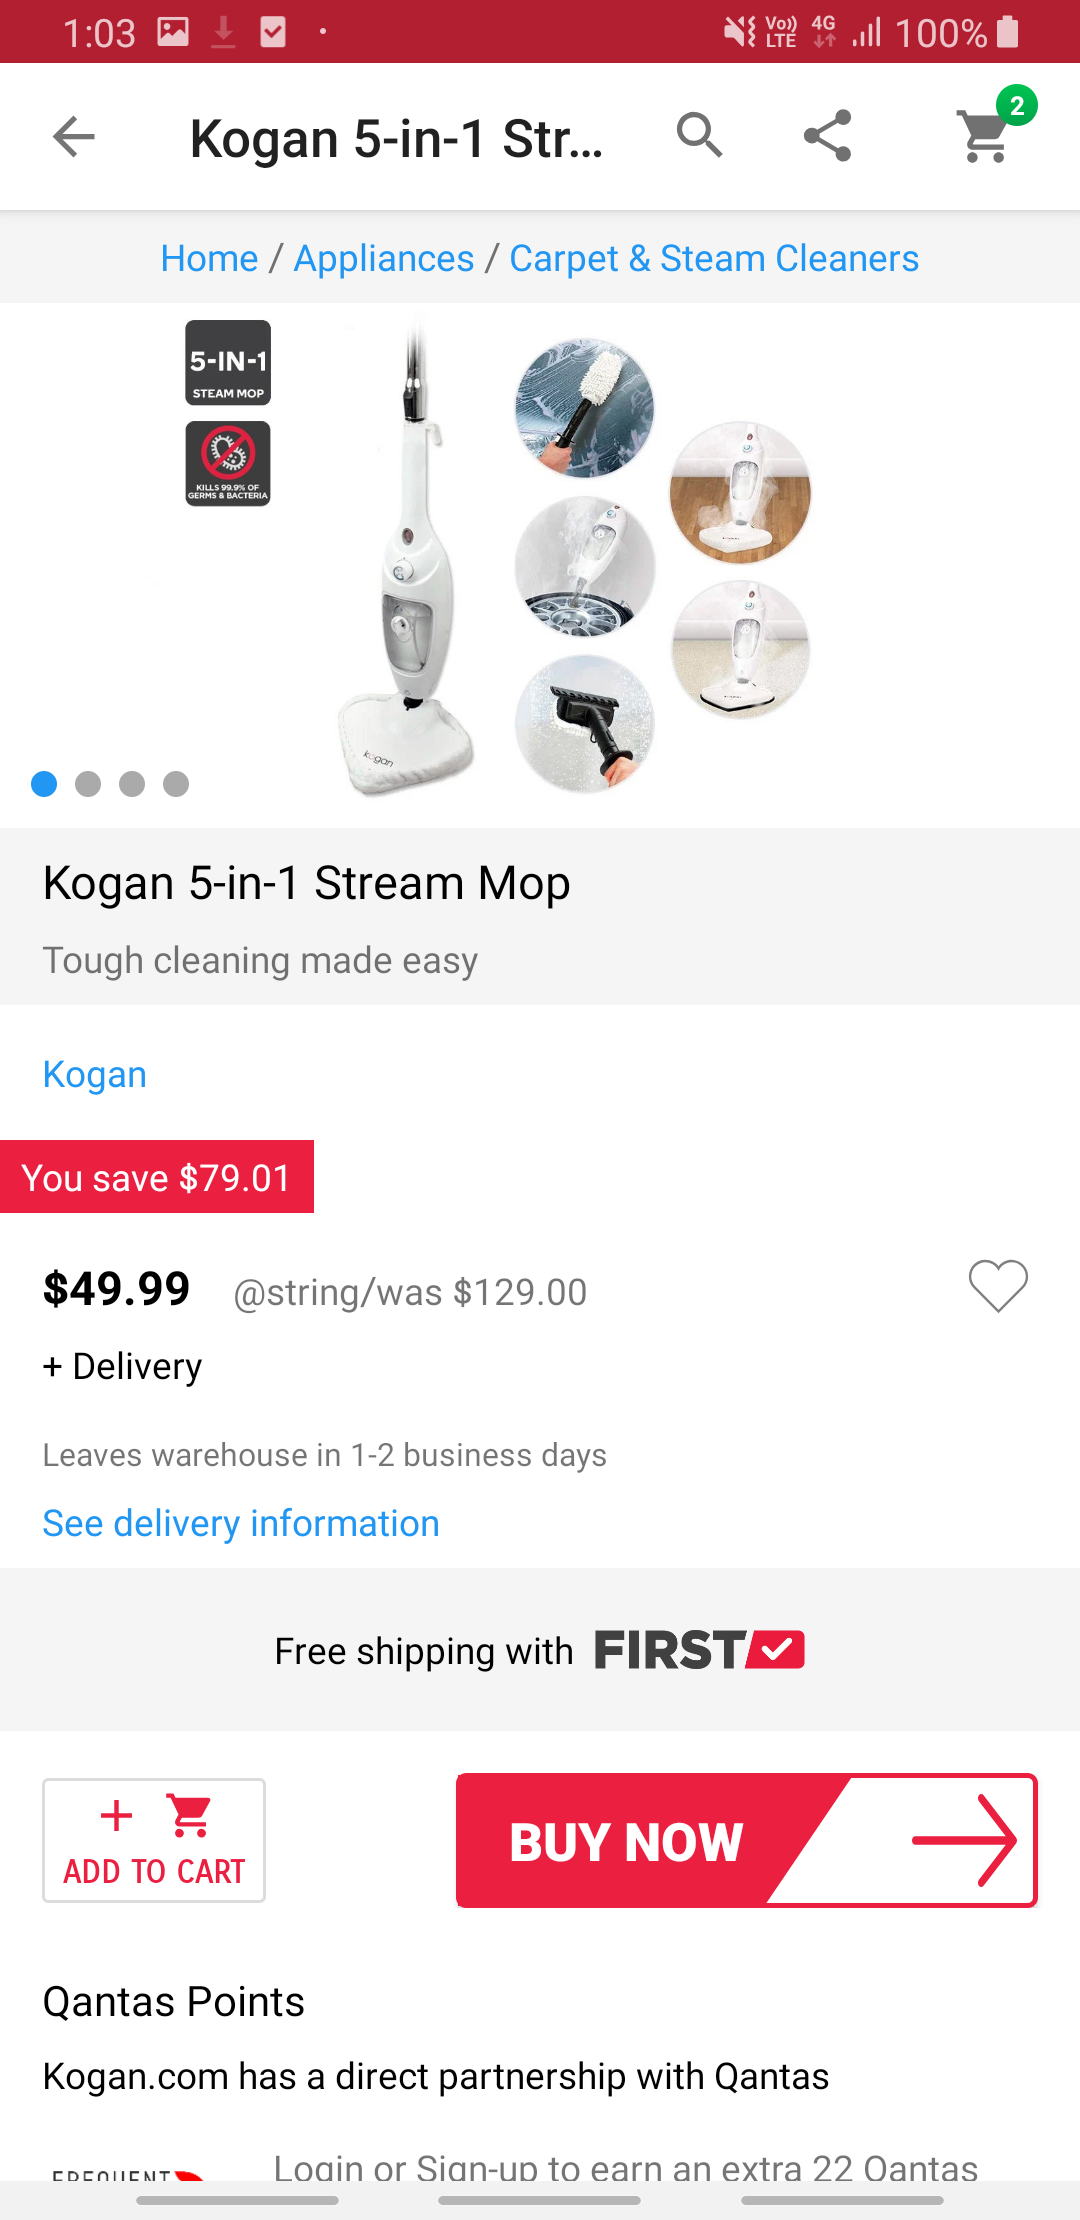 1:03 Vo)) LTE 4G 100%
Kogan 5-in-1 Str... 2
Home / Appliances / Carpet & Steam Cleaners
5-IN-1
STEAM MOP
KILLS 99.9% OF
GERMS & BACTERIA
kogan
Kogan 5-in-1 Stream Mop
Tough cleaning made easy
Kogan
You save $79.01
$49.99 @string/was $129.00
+ Delivery
Leaves warehouse in 1-2 business days
See delivery information
Free shipping with FIRST
ADD TO CART
BUY NOW
Qantas Points
Kogan.com has a direct partnership with Qantas
FREQUENT
Login or Sign-up to earn an extra 22 Qantas